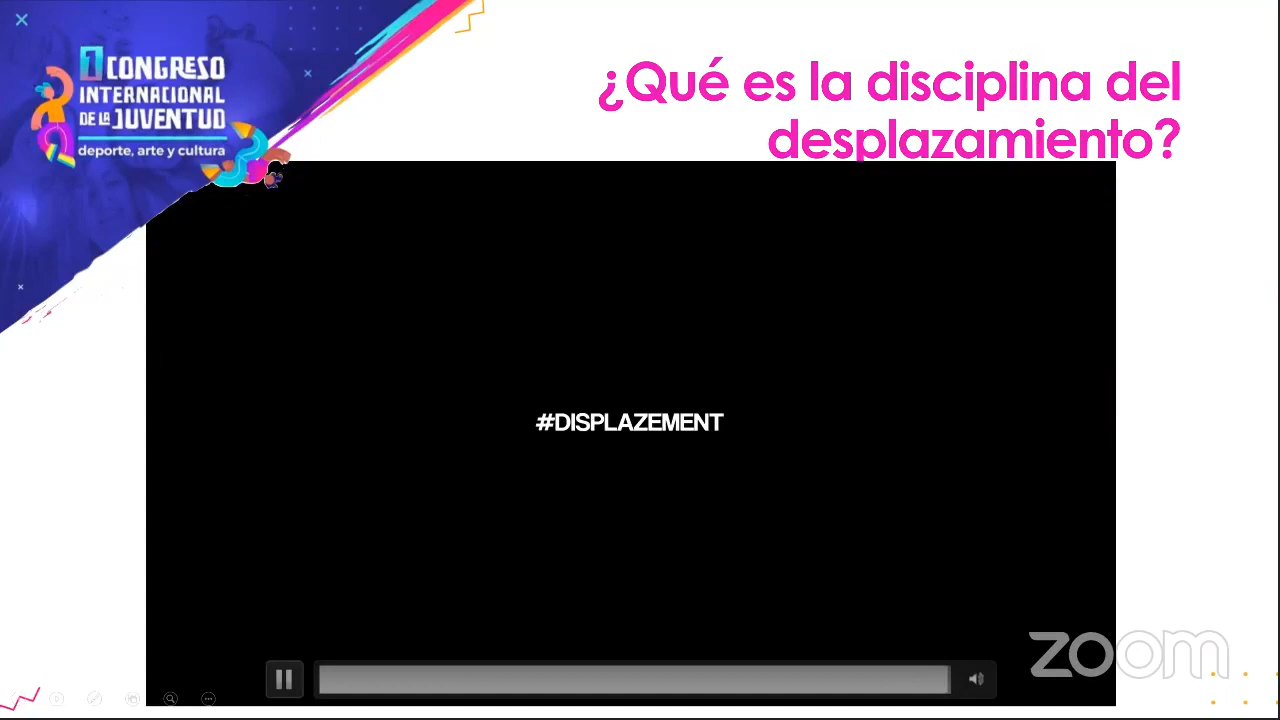 1 CONGRESO
INTERNACIONAL
DE LA JUVENTUD
deporte, arte y cultura
¿Qué es la disciplina del
desplazamiento?
#DISPLAZEMENT
zoom